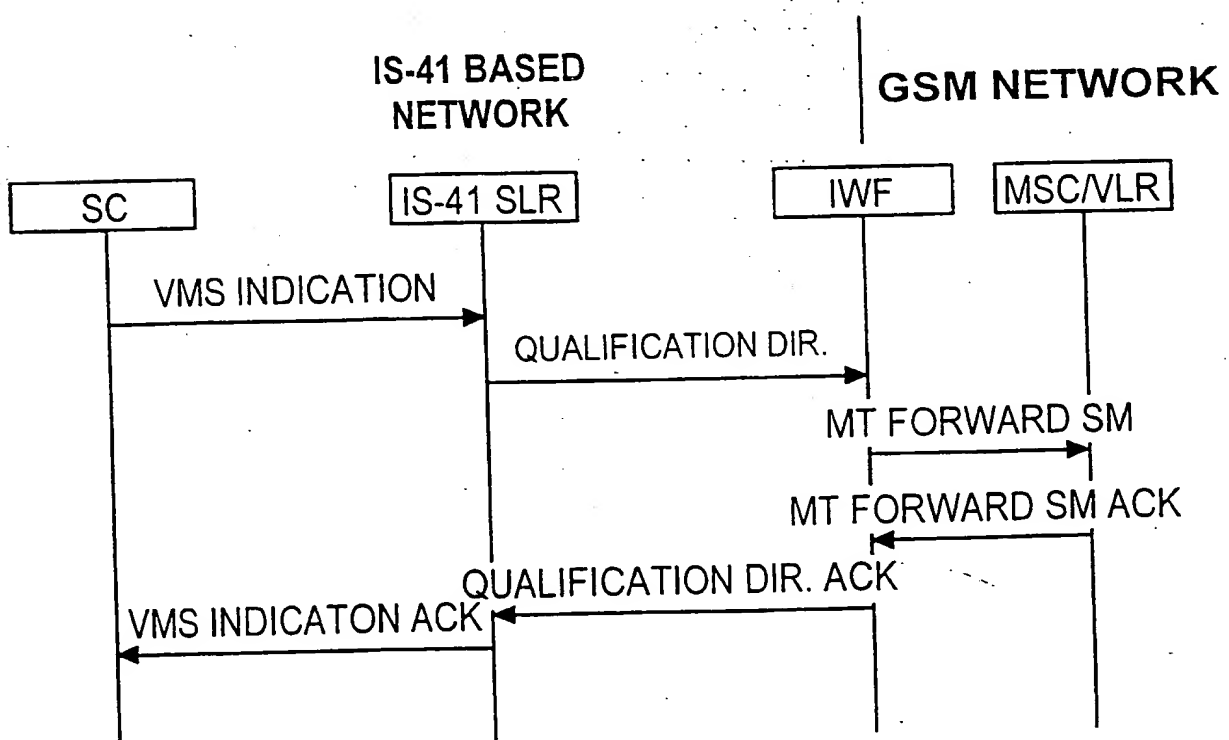 IS-41 BASED
NETWORK
GSM NETWORK
SC
IS-41 SLR
IWF
MSC/VLR
VMS INDICATION
QUALIFICATION DIR.
MT FORWARD SM
MT FORWARD SM ACK
QUALIFICATION DIR. ACK
VMS INDICATON ACK